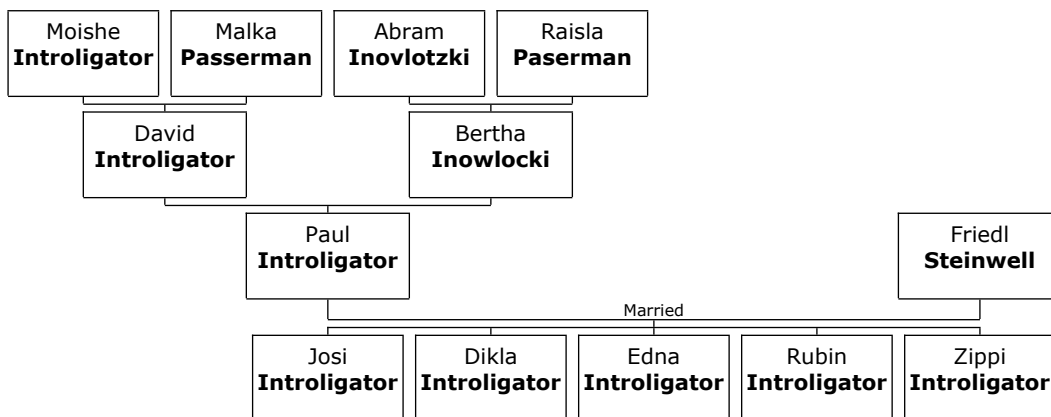 Moishe
Introligator
Malka
Passerman
Abram
Inovlotzki
Raisla
Paserman
David
Introligator
Bertha
Inowlocki
Paul
Introligator
Friedl
Steinwell
Married
Josi
Introligator
Dikla
Introligator
Edna
Introligator
Rubin
Introligator
Zippi
Introligator